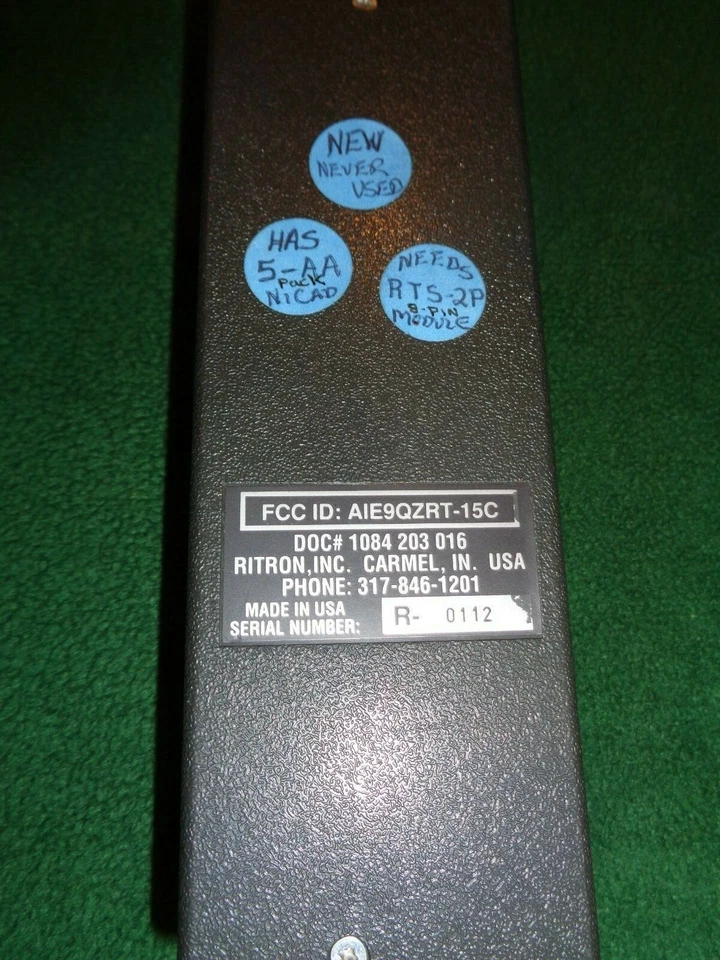 NEW
NEVER
USED
HAS
5-AA
Pack
NiCAD
NEEDS
RTS-2P
8-PIN
MODULE
FCC ID: AIE9QZRT-15C
DOC# 1084 203 016
RITRON,INC. CARMEL, IN. USA
PHONE: 317-846-1201
MADE IN USA
SERIAL NUMBER: R- 0112